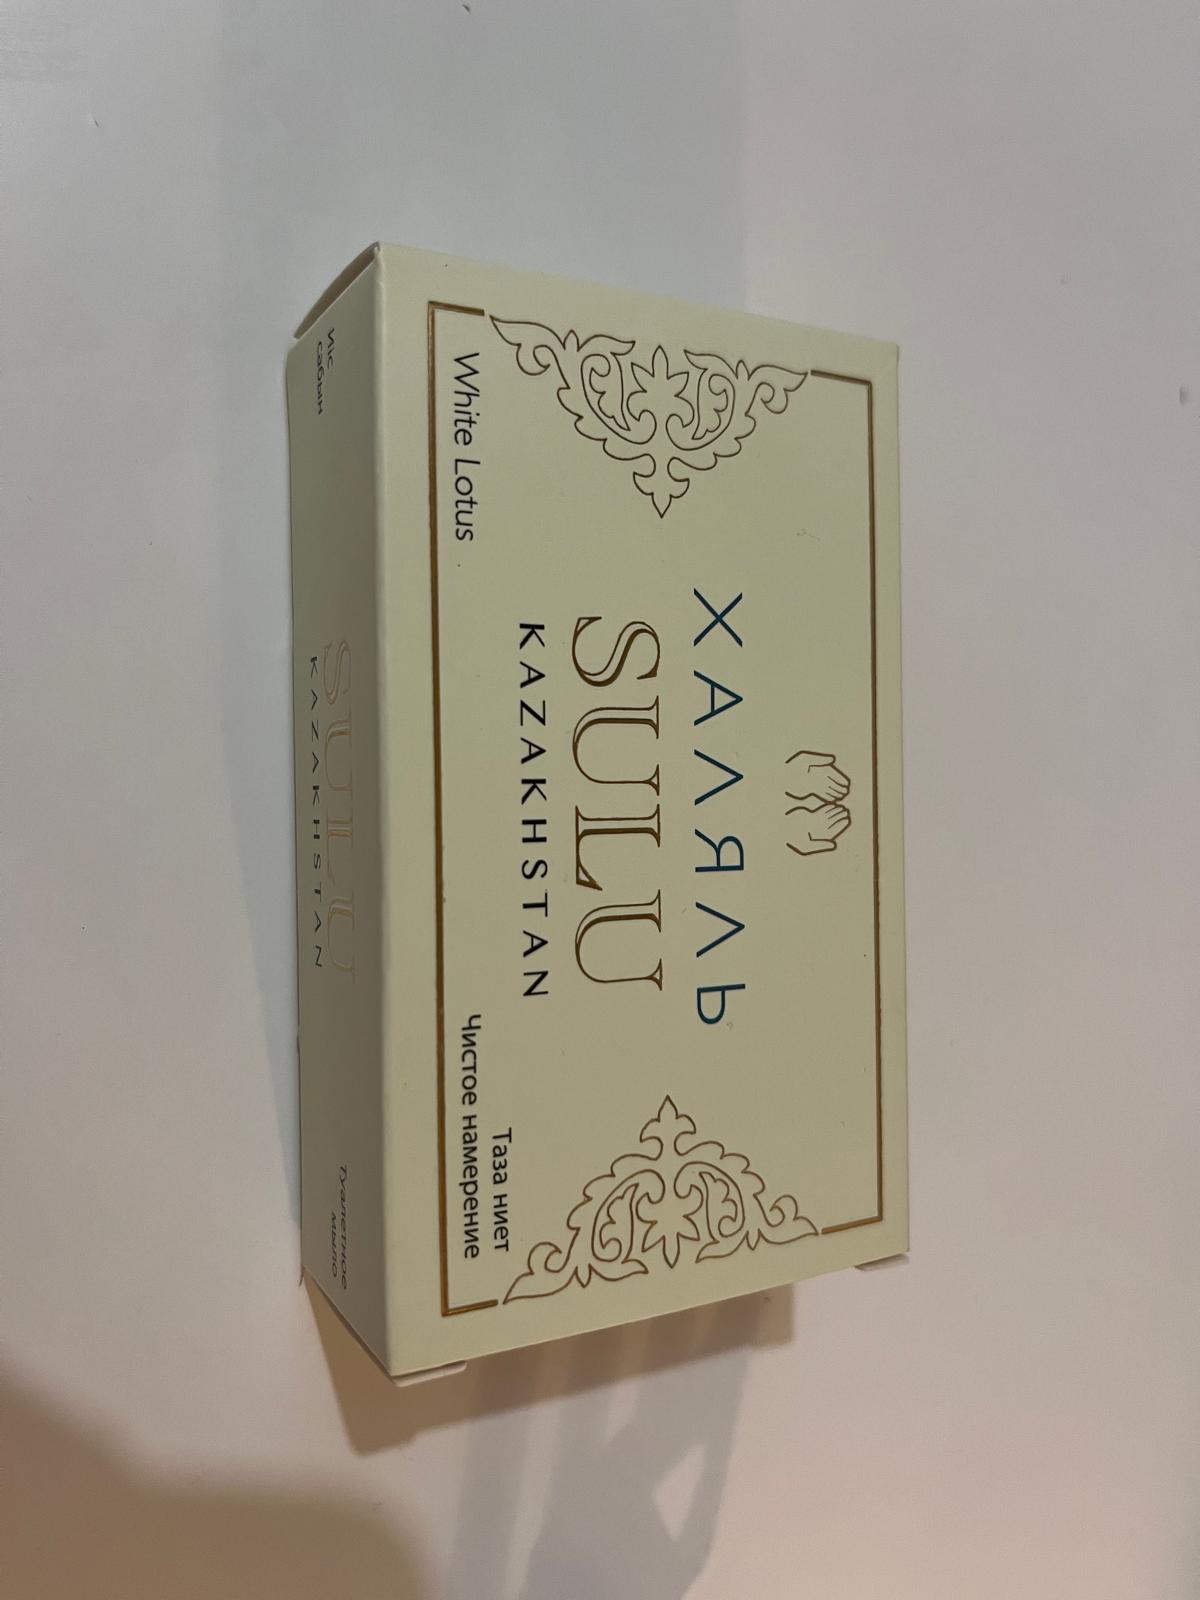 ХАЛЯЛЬ
SULU
KAZAKHSTAN
White Lotus
Таза ниет
Чистое намерение
Иіс
сабын
SULU
KAZAKHSTAN
Туалетное
мыло